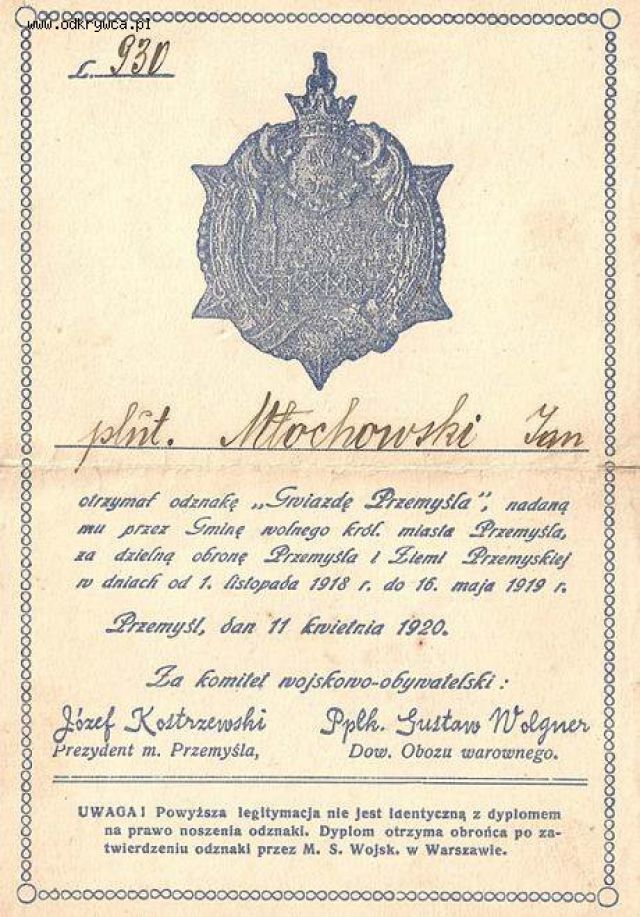 www.odkrywca.pl
L. 930
plut. Młochowski Jan
otrzymał odznakę „Gwiazdę Przemyśla”, nadaną
mu przez Gminę wolnego król. miasta Przemyśla,
za dzielną obronę Przemyśla i Ziemi Przemyskiej
w dniach od 1. listopada 1918 r. do 16. maja 1919 r.
Przemyśl, dan 11 kwietnia 1920.
Za komitet wojskowo-obywatelski :
Józef Kostrzewski Pplk. Gustaw Wolgner
Prezydent m. Przemyśla, Dow. Obozu warownego.
UWAGA! Powyższa legitymacja nie jest identyczną z dyplomem
na prawo noszenia odznaki. Dyplom otrzyma obrońca po za-
twierdzeniu odznaki przez M. S. Wojsk. w Warszawie.